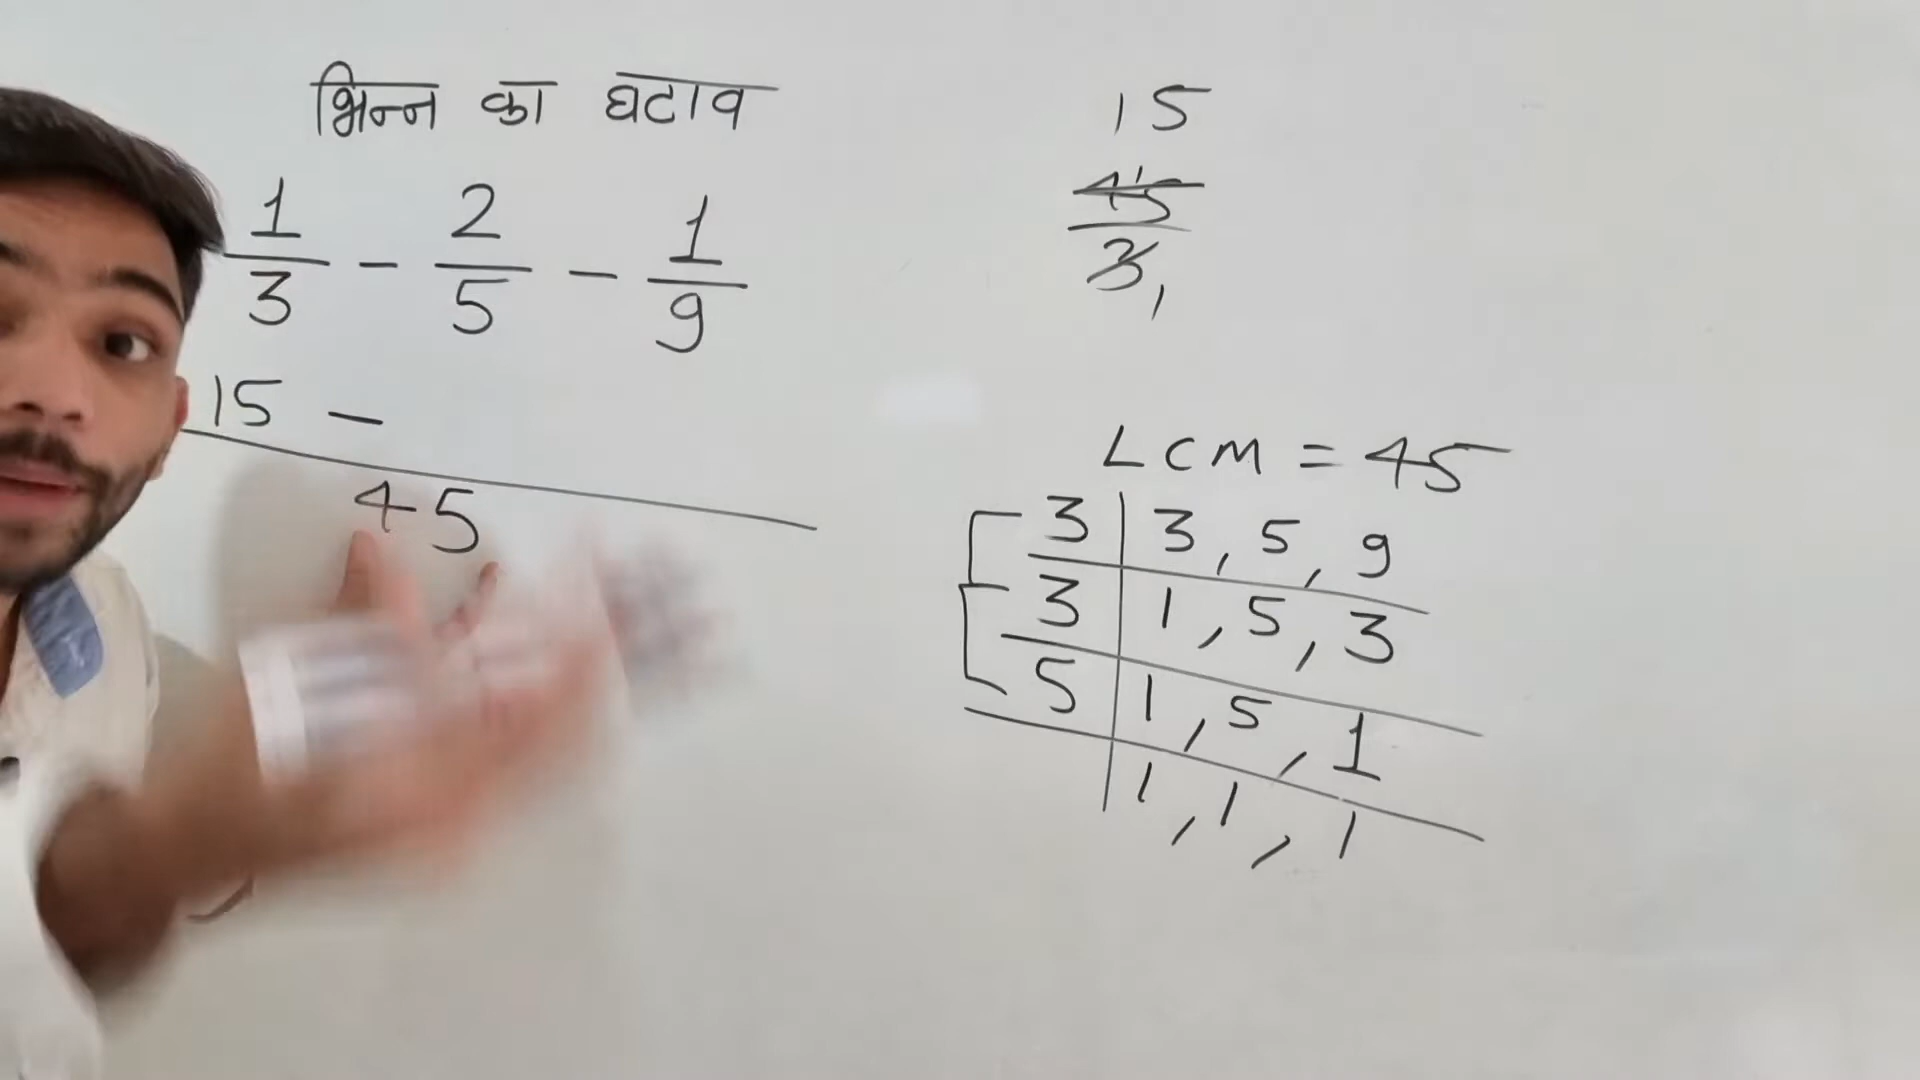 भिन्न का घटाव
1/3 - 2/5 - 1/9
15 -
45
15
45
3,
LCM = 45
3 | 3, 5, 9
3 | 1, 5, 3
5 | 1, 5, 1
1, 1, 1